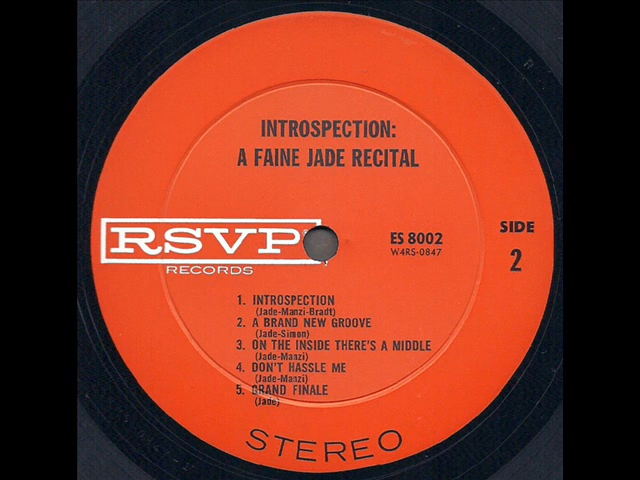 INTROSPECTION:
A FAINE JADE RECITAL
RSVP
RECORDS
ES 8002
W4RS-0847
SIDE
2
1. INTROSPECTION
(Jade-Manzi-Bradt)
2. A BRAND NEW GROOVE
(Jade-Simon)
3. ON THE INSIDE THERE'S A MIDDLE
(Jade-Manzi)
4. DON'T HASSLE ME
(Jade-Manzi)
5. GRAND FINALE
(Jade)
STEREO